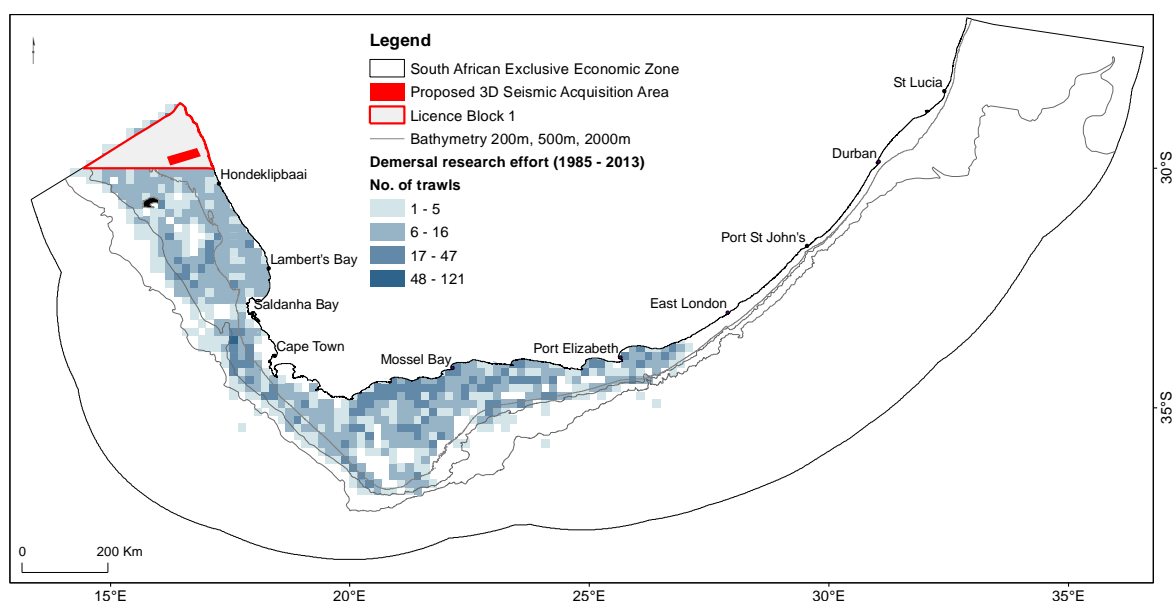 Legend
South African Exclusive Economic Zone
Proposed 3D Seismic Acquisition Area
Licence Block 1
Bathymetry 200m, 500m, 2000m
Demersal research effort (1985 - 2013)
No. of trawls
1 - 5
6 - 16
17 - 47
48 - 121
St Lucia
Durban
30°S
Hondeklipbaai
Port St John's
Lambert's Bay
Saldanha Bay
East London
Cape Town
Mossel Bay
Port Elizabeth
35°S
0 200 Km
15°E 20°E 25°E 30°E 35°E